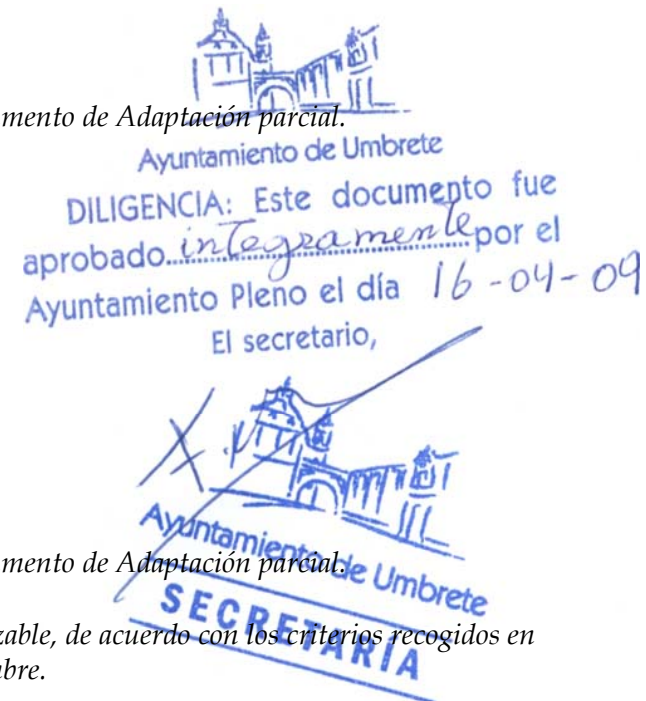 mento de Adaptación parcial.
Ayuntamiento de Umbrete
DILIGENCIA: Este documento fue
aprobado integramente por el
Ayuntamiento Pleno el día 16-04-09
El secretario,
Ayuntamiento de Umbrete
mento de Adaptación parcial.
SECRETARÍA
zable, de acuerdo con los criterios recogidos en
bre.